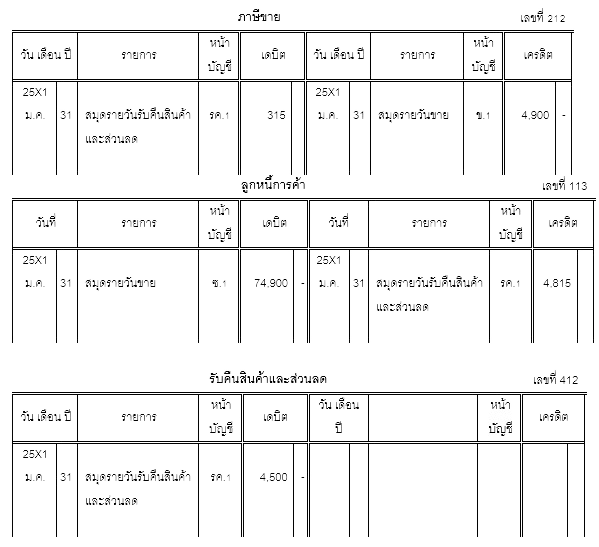 ภาษีขาย เลขที่ 212
วัน เดือน ปี รายการ หน้าบัญชี เดบิต วัน เดือน ปี รายการ หน้าบัญชี เครดิต
25X1 25X1
ม.ค. 31 สมุดรายวันรับคืนสินค้า รค.1 315 ม.ค. 31 สมุดรายวันขาย ข.1 4,900 -
และส่วนลด
ลูกหนี้การค้า เลขที่ 113
วันที่ รายการ หน้าบัญชี เดบิต วันที่ รายการ หน้าบัญชี เครดิต
25X1 25X1
ม.ค. 31 สมุดรายวันขาย ซ.1 74,900 - ม.ค. 31 สมุดรายวันรับคืนสินค้า รค.1 4,815
และส่วนลด
รับคืนสินค้าและส่วนลด เลขที่ 412
วัน เดือน ปี รายการ หน้าบัญชี เดบิต วัน เดือน ปี หน้าบัญชี เครดิต
25X1
ม.ค. 31 สมุดรายวันรับคืนสินค้า รค.1 4,500 -
และส่วนลด